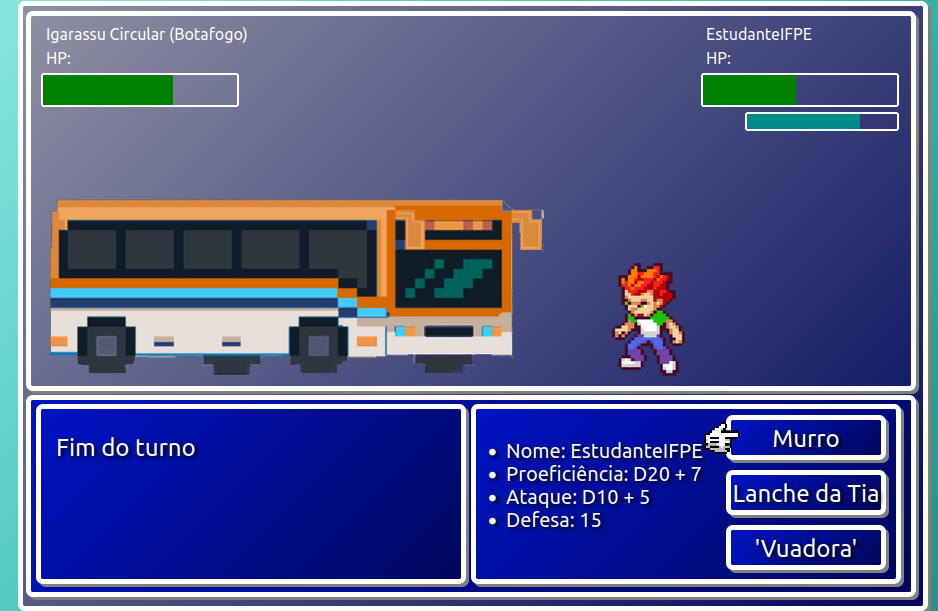 Igarassu Circular (Botafogo)
HP:
EstudanteIFPE
HP:
Fim do turno
• Nome: EstudanteIFPE
• Proeficiência: D20 + 7
• Ataque: D10 + 5
• Defesa: 15
Murro
Lanche da Tia
'Vuadora'